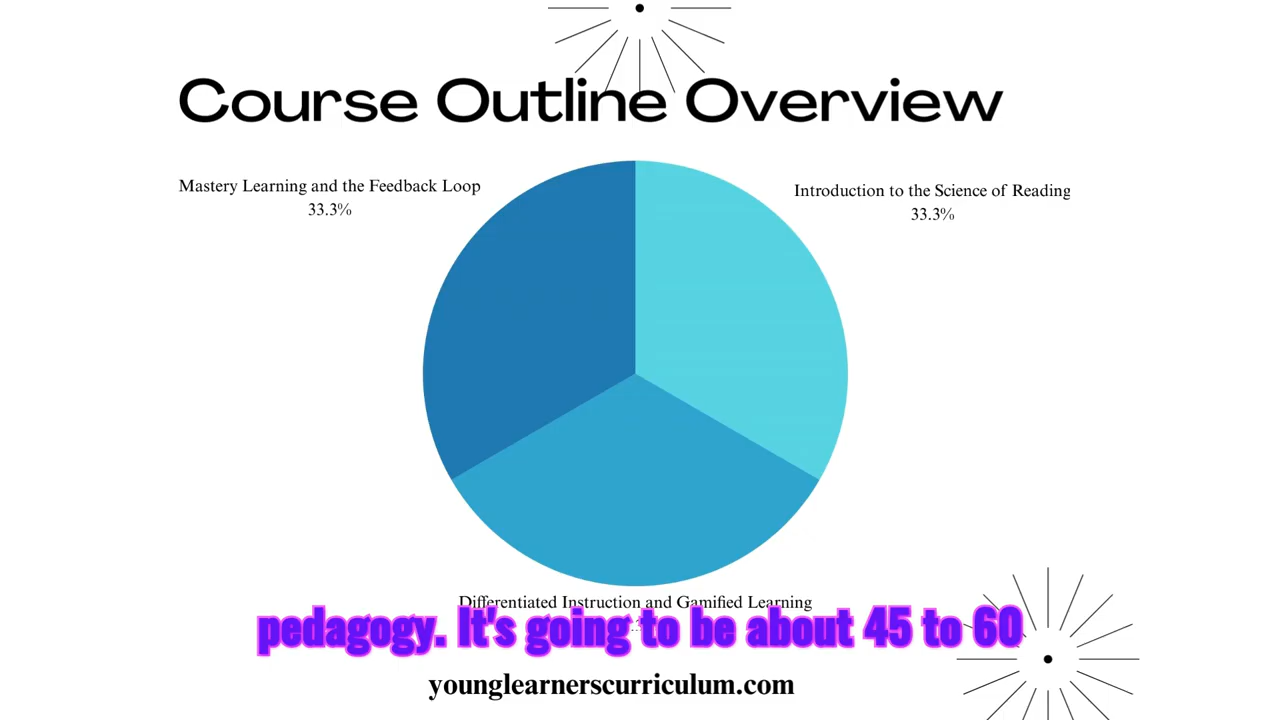 Course Outline Overview
Mastery Learning and the Feedback Loop
33.3%
Introduction to the Science of Reading
33.3%
Differentiated Instruction and Gamified Learning
pedagogy. It's going to be about 45 to 60
younglearnerscurriculum.com